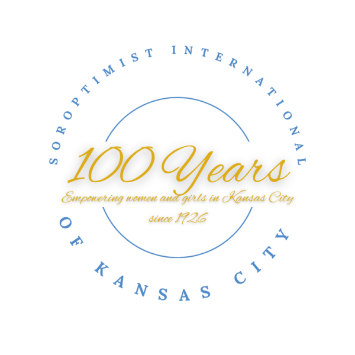 SOROPTIMIST INTERNATIONAL
100 Years
Empowering women and girls in Kansas City
since 1926
OF KANSAS CITY